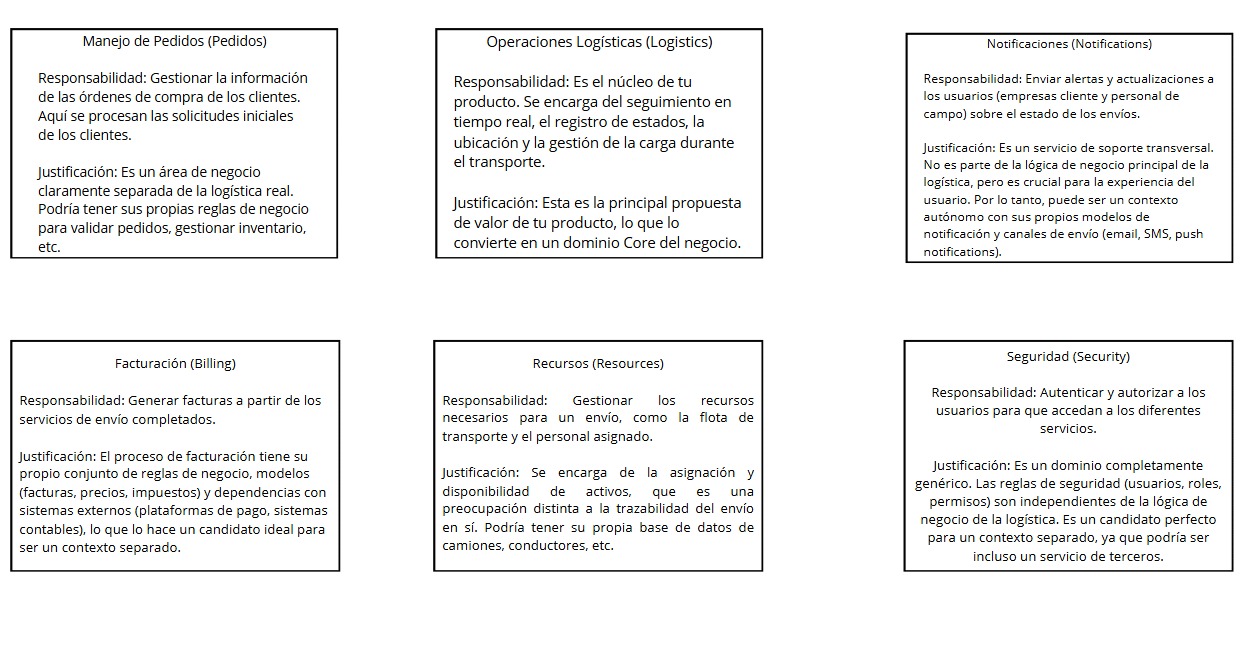 Manejo de Pedidos (Pedidos)
Responsabilidad: Gestionar la información
de las órdenes de compra de los clientes.
Aquí se procesan las solicitudes iniciales
de los clientes.
Justificación: Es un área de negocio
claramente separada de la logística real.
Podría tener sus propias reglas de negocio
para validar pedidos, gestionar inventario,
etc.
Operaciones Logísticas (Logistics)
Responsabilidad: Es el núcleo de tu
producto. Se encarga del seguimiento en
tiempo real, el registro de estados, la
ubicación y la gestión de la carga durante
el transporte.
Justificación: Esta es la principal propuesta
de valor de tu producto, lo que lo
convierte en un dominio Core del negocio.
Notificaciones (Notifications)
Responsabilidad: Enviar alertas y actualizaciones a
los usuarios (empresas cliente y personal de
campo) sobre el estado de los envíos.
Justificación: Es un servicio de soporte transversal.
No es parte de la lógica de negocio principal de la
logística, pero es crucial para la experiencia del
usuario. Por lo tanto, puede ser un contexto
autónomo con sus propios modelos de
notificación y canales de envío (email, SMS, push
notifications).
Facturación (Billing)
Responsabilidad: Generar facturas a partir de los
servicios de envío completados.
Justificación: El proceso de facturación tiene su
propio conjunto de reglas de negocio, modelos
(facturas, precios, impuestos) y dependencias con
sistemas externos (plataformas de pago, sistemas
contables), lo que lo hace un candidato ideal para
ser un contexto separado.
Recursos (Resources)
Responsabilidad: Gestionar los recursos
necesarios para un envío, como la flota de
transporte y el personal asignado.
Justificación: Se encarga de la asignación y
disponibilidad de activos, que es una
preocupación distinta a la trazabilidad del envío
en sí. Podría tener su propia base de datos de
camiones, conductores, etc.
Seguridad (Security)
Responsabilidad: Autenticar y autorizar a los
usuarios para que accedan a los diferentes
servicios.
Justificación: Es un dominio completamente
genérico. Las reglas de seguridad (usuarios, roles,
permisos) son independientes de la lógica de
negocio de la logística. Es un candidato perfecto
para un contexto separado, ya que podría ser
incluso un servicio de terceros.